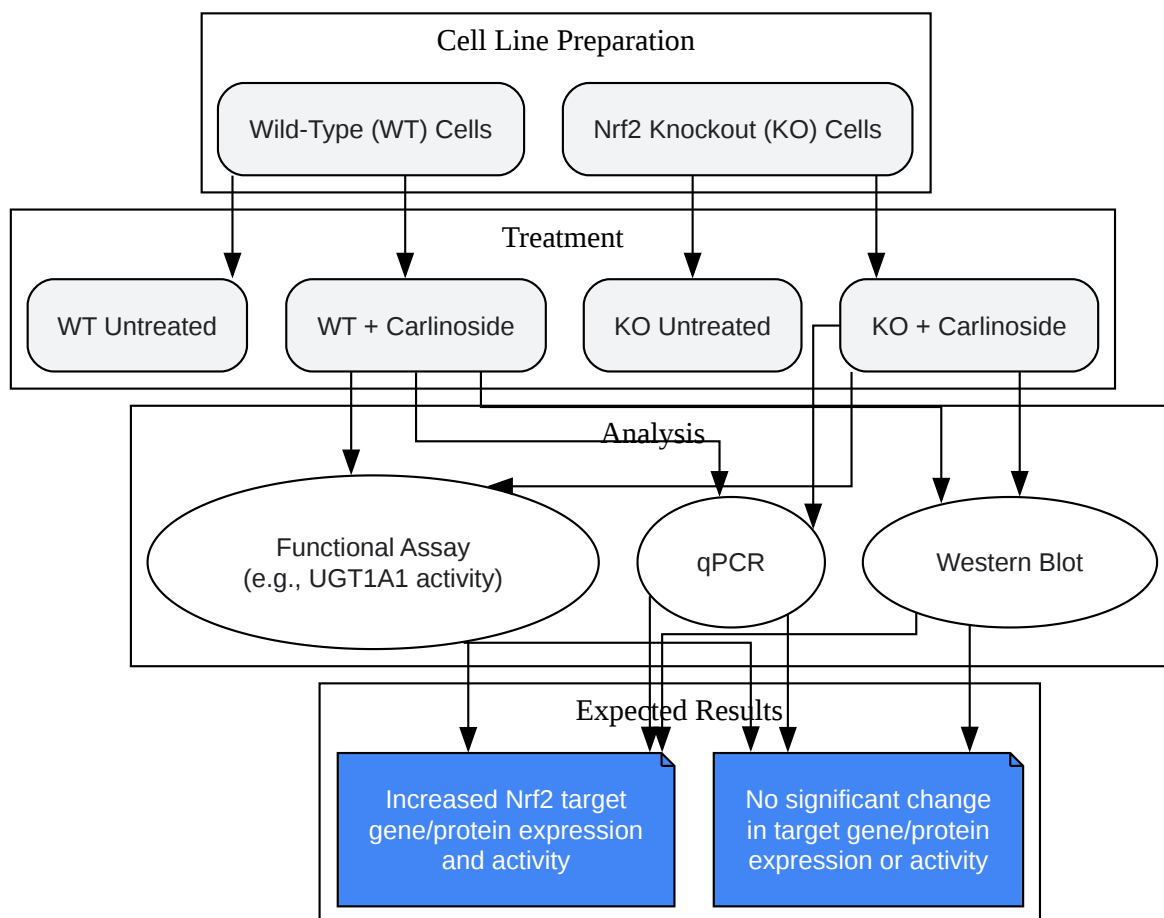 Cell Line Preparation
Wild-Type (WT) Cells
Nrf2 Knockout (KO) Cells
Treatment
WT Untreated
WT + Carlinoside
KO Untreated
KO + Carlinoside
Analysis
Functional Assay
(e.g., UGT1A1 activity)
qPCR
Western Blot
Expected Results
Increased Nrf2 target
gene/protein expression
and activity
No significant change
in target gene/protein
expression or activity